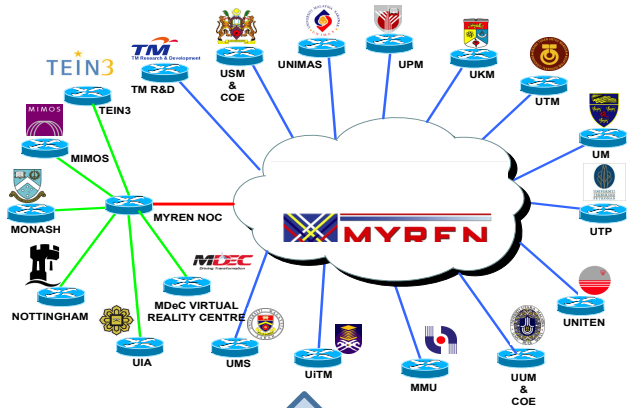 TEIN3
TM
TM Research & Development
TM R&D
USM
&
COE
UNIMAS
UPM
UKM
UTM
UM
UTP
UNITEN
UUM
&
COE
MMU
UiTM
UMS
MDEC
Driving Transformation
MDeC VIRTUAL
REALITY CENTRE
UIA
NOTTINGHAM
MONASH
MIMOS
MIMOS
TEIN3
MYREN NOC
MYREN